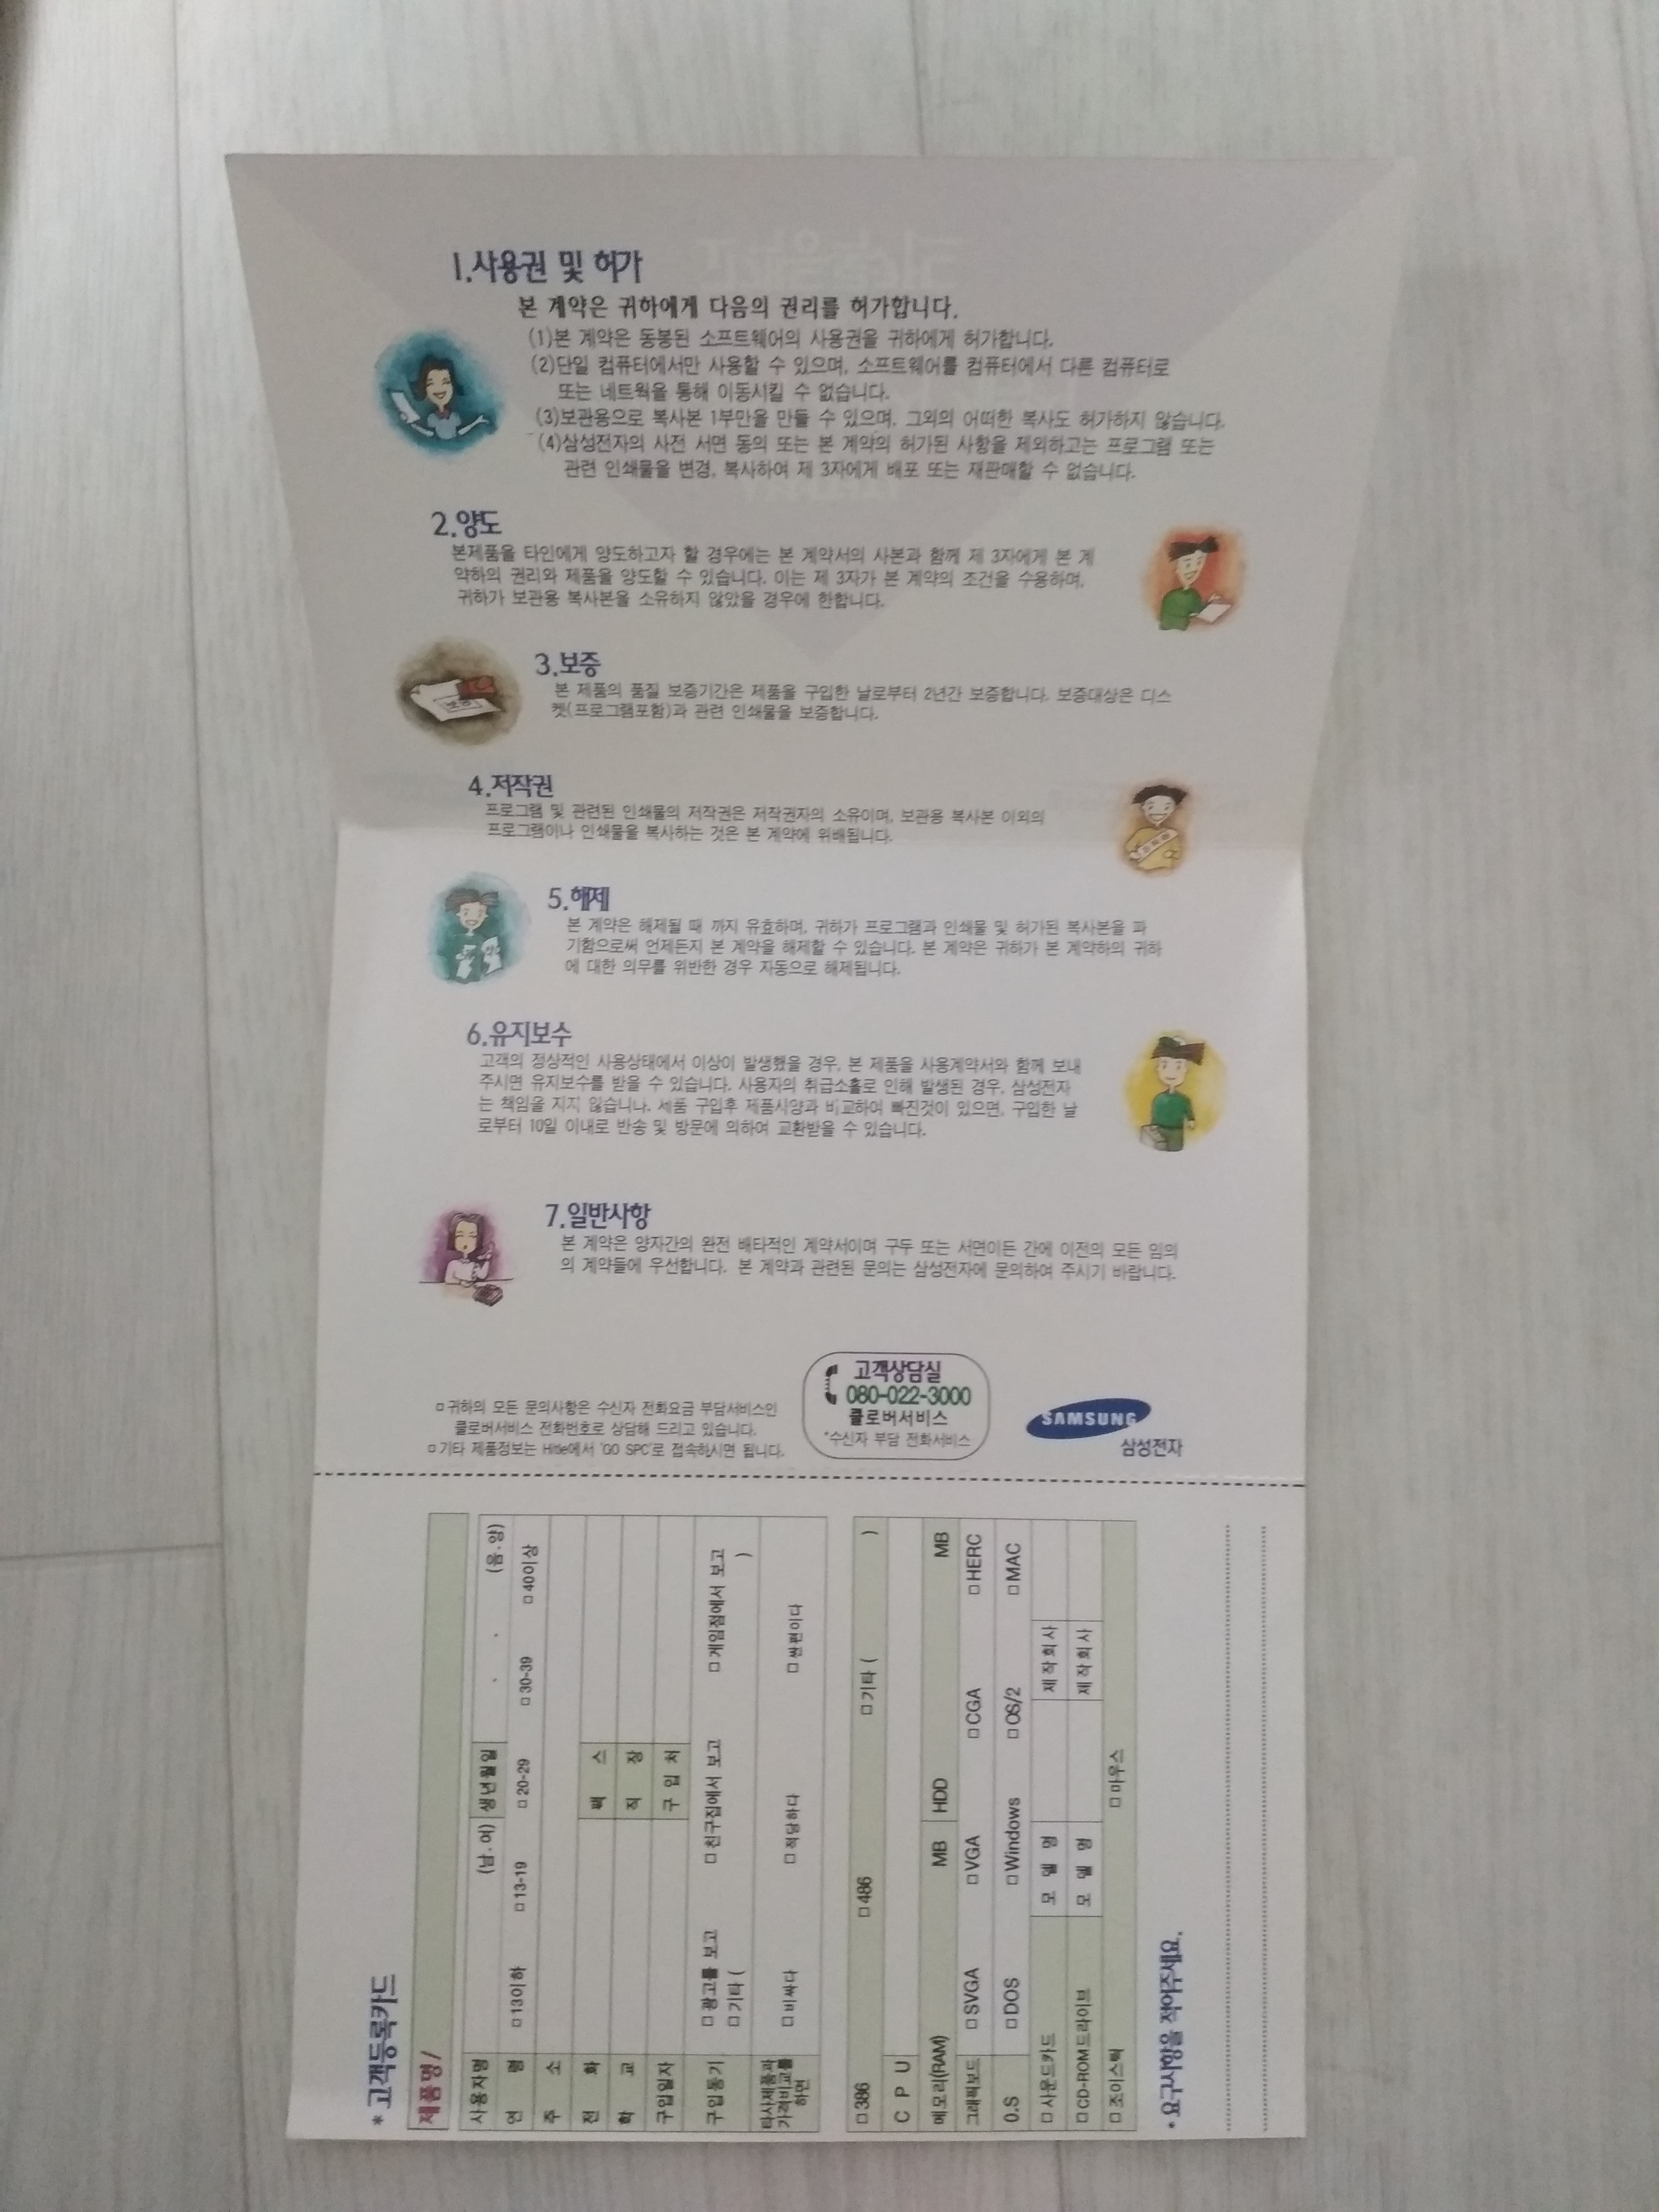 1.사용권 및 허가
본 계약은 귀하에게 다음의 권리를 허가합니다.
(1)본 계약은 동봉된 소프트웨어의 사용권을 귀하에게 허가합니다.
(2)단일 컴퓨터에서만 사용할 수 있으며, 소프트웨어를 컴퓨터에서 다른 컴퓨터로
또는 네트웍을 통해 이동시킬 수 없습니다.
(3)보관용으로 복사본 1부만을 만들 수 있으며, 그외의 어떠한 복사도 허가하지 않습니다.
(4)삼성전자의 사전 서면 동의 또는 본 계약의 허가된 사항을 제외하고는 프로그램 또는
관련 인쇄물을 변경, 복사하여 제 3자에게 배포 또는 재판매할 수 없습니다.
2.양도
본제품을 타인에게 양도하고자 할 경우에는 본 계약서의 사본과 함께 제 3자에게 본 계
약하의 권리와 제품을 양도할 수 있습니다. 이는 제 3자가 본 계약의 조건을 수용하며,
귀하가 보관용 복사본을 소유하지 않았을 경우에 한합니다.
3.보증
본 제품의 품질 보증기간은 제품을 구입한 날로부터 2년간 보증합니다. 보증대상은 디스
켓(프로그램포함)과 관련 인쇄물을 보증합니다.
4.저작권
프로그램 및 관련된 인쇄물의 저작권은 저작권자의 소유이며, 보관용 복사본 이외의
프로그램이나 인쇄물을 복사하는 것은 본 계약에 위배됩니다.
5.해제
본 계약은 해제될 때 까지 유효하며, 귀하가 프로그램과 인쇄물 및 허가된 복사본을 파
기함으로써 언제든지 본 계약을 해제할 수 있습니다. 본 계약은 귀하가 본 계약하의 귀하
에 대한 의무를 위반한 경우 자동으로 해제됩니다.
6.유지보수
고객의 정상적인 사용상태에서 이상이 발생했을 경우, 본 제품을 사용계약서와 함께 보내
주시면 유지보수를 받을 수 있습니다. 사용자의 취급소홀로 인해 발생된 경우, 삼성전자
는 책임을 지지 않습니다. 제품 구입후 제품사양과 비교하여 빠진것이 있으면, 구입한 날
로부터 10일 이내로 반송 및 방문에 의하여 교환받을 수 있습니다.
7.일반사항
본 계약은 양자간의 완전 배타적인 계약서이며 구두 또는 서면이든 간에 이전의 모든 임의
의 계약들에 우선합니다. 본 계약과 관련된 문의는 삼성전자에 문의하여 주시기 바랍니다.
□귀하의 모든 문의사항은 수신자 전화요금 부담서비스인
클로버서비스 전화번호로 상담해 드리고 있습니다.
□기타 제품정보는 Hitle에서 'GO SPC'로 접속하시면 됩니다.
고객상담실
080-022-3000
클로버서비스
*수신자 부담 전화서비스
SAMSUNG
삼성전자
* 고객등록카드
제품명/
사용자명 (남.여) 생년월일 . . (음.양)
연 령 □13이하 □13-19 □20-29 □30-39 □40이상
주 소
전 화 팩 스
학 교 직 장
구입일자 구 입 처
구입동기 □광고를 보고 □친구집에서 보고 □게임점에서 보고
□기타 ( )
타사제품과
가격비교를
하면 □비싸다 □적당하다 □싼편이다
□386 □486 □기타 ( )
C P U
메모리(RAM) MB HDD MB
그래픽보드 □SVGA □VGA □CGA □HERC
O.S □DOS □Windows □OS/2 □MAC
□사운드카드 모 델 명 제작회사
□CD-ROM드라이브 모 델 명 제작회사
□조이스틱 □마우스
*요구사항을 적어주세요.